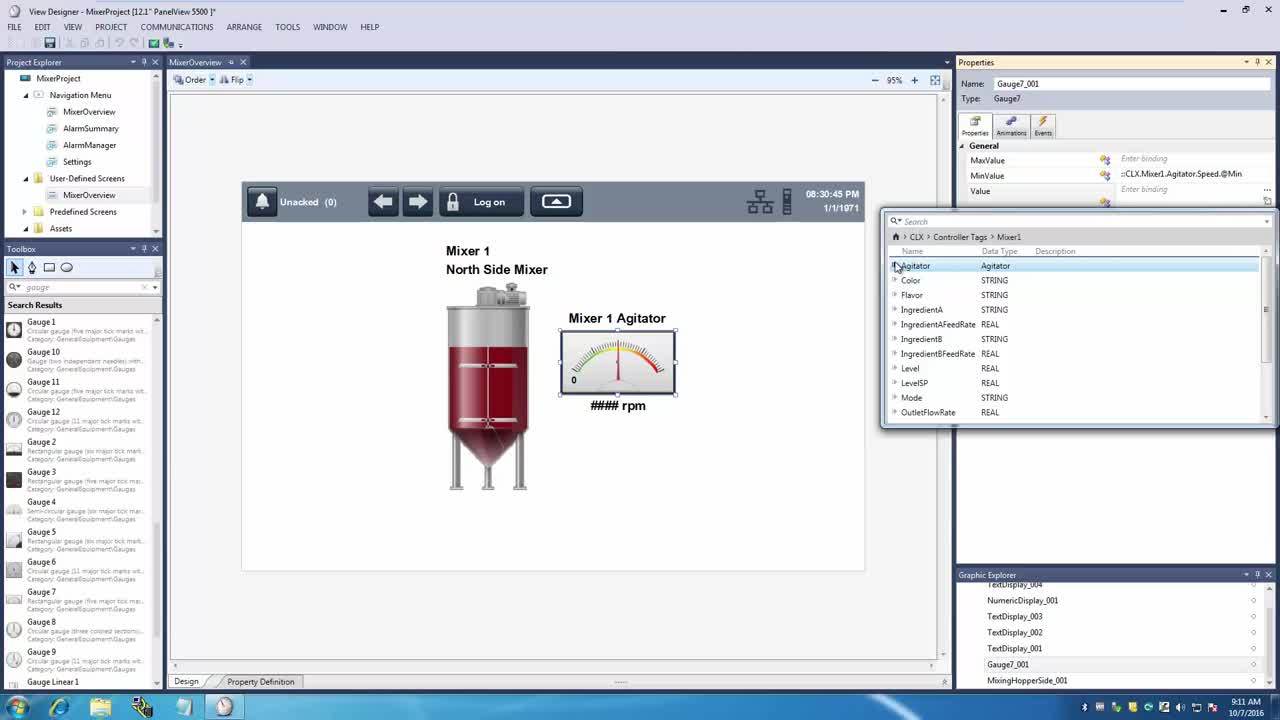 View Designer - MixerProject [12.1" PanelView 5500 ]*
FILE EDIT VIEW PROJECT COMMUNICATIONS ARRANGE TOOLS WINDOW HELP
Project Explorer
MixerProject
Navigation Menu
MixerOverview
AlarmSummary
AlarmManager
Settings
User-Defined Screens
MixerOverview
Predefined Screens
Assets
Toolbox
gauge
Search Results
Gauge 1
Circular gauge (five major tick marks wit...
Category: GeneralEquipment\Gauges
Gauge 10
Gauge (two independent needles) with...
Category: GeneralEquipment\Gauges
Gauge 11
Circular gauge (five major tick marks wit...
Category: GeneralEquipment\Gauges
Gauge 12
Circular gauge (11 major tick marks wit...
Category: GeneralEquipment\Gauges
Gauge 2
Rectangular gauge (six major tick mark...
Category: GeneralEquipment\Gauges
Gauge 3
Rectangular gauge (five major tick mar...
Category: GeneralEquipment\Gauges
Gauge 4
Semi-circular gauge (six major tick mar...
Category: GeneralEquipment\Gauges
Gauge 5
Rectangular gauge (five major tick mar...
Category: GeneralEquipment\Gauges
Gauge 6
Circular gauge (11 major tick mark wit...
Category: GeneralEquipment\Gauges
Gauge 7
Rectangular gauge (five major tick mar...
Category: GeneralEquipment\Gauges
Gauge 8
Circular gauge (three colored sections)...
Category: GeneralEquipment\Gauges
Gauge 9
Circular gauge (11 major tick mark wit...
Category: GeneralEquipment\Gauges
Gauge Linear 1
MixerOverview
Order Flip
95%
Unacked (0)
Log on
08:30:45 PM
1/1/1971
Mixer 1
North Side Mixer
Mixer 1 Agitator
0
#### rpm
Design Property Definition
Properties
Name: Gauge7_001
Type: Gauge7
Properties Animations Events
General
MaxValue Enter binding
MinValue ::CLX.Mixer1.Agitator.Speed.@Min
Value Enter binding
Search
CLX > Controller Tags > Mixer1
Name Data Type Description
Agitator Agitator
Color STRING
Flavor STRING
IngredientA STRING
IngredientAFeedRate REAL
IngredientB STRING
IngredientBFeedRate REAL
Level REAL
LevelSP REAL
Mode STRING
OutletFlowRate REAL
Graphic Explorer
TextDisplay_004
NumericDisplay_001
TextDisplay_003
TextDisplay_002
TextDisplay_001
Gauge7_001
MixingHopperSide_001
9:11 AM
10/7/2016